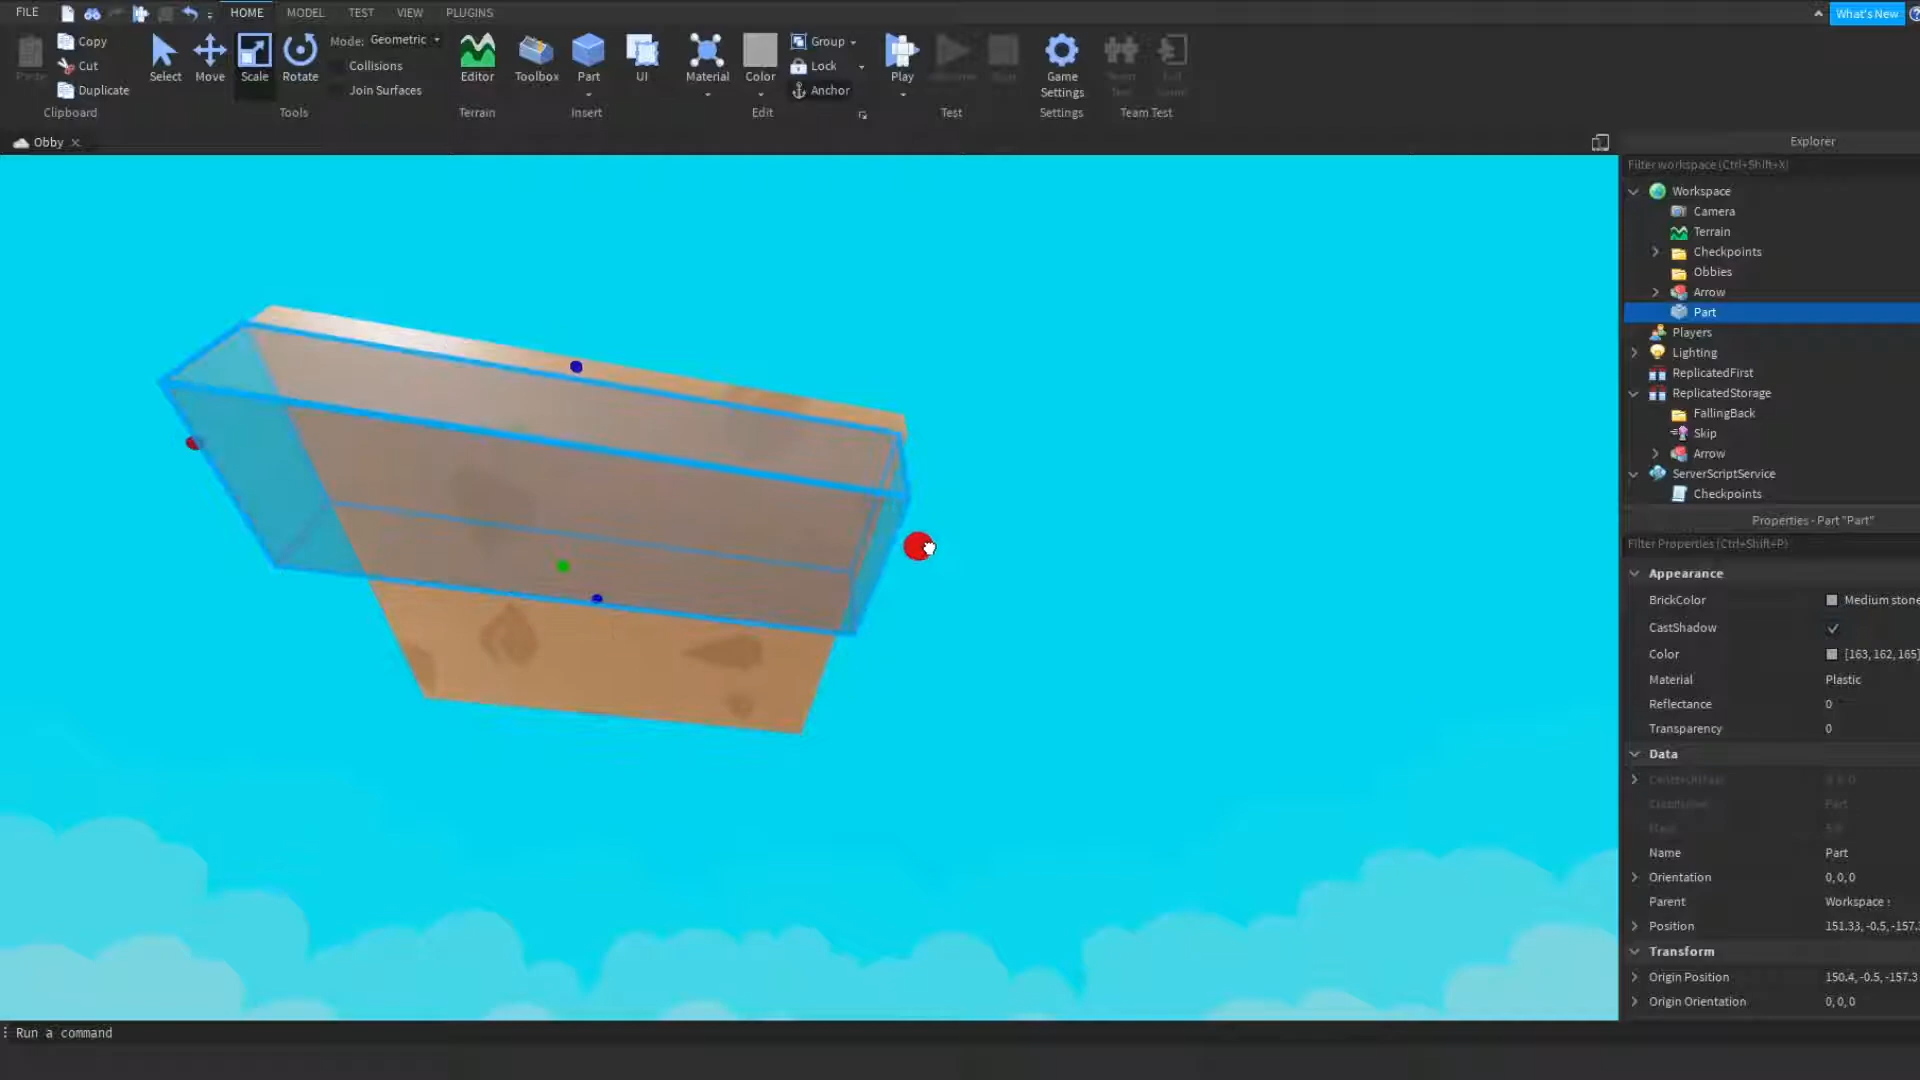 FILE HOME MODEL TEST VIEW PLUGINS What's New
Copy
Cut
Duplicate
Clipboard
Select Move Scale Rotate
Mode: Geometric
Collisions
Join Surfaces
Tools
Editor
Terrain
Toolbox Part UI
Insert
Material Color
Group
Lock
Anchor
Edit
Play
Test
Game
Settings
Settings
Team Test
Obby
Explorer
Filter workspace (Ctrl+Shift+X)
Workspace
Camera
Terrain
Checkpoints
Obbies
Arrow
Part
Players
Lighting
ReplicatedFirst
ReplicatedStorage
FallingBack
Skip
Arrow
ServerScriptService
Checkpoints
Properties - Part "Part"
Filter Properties (Ctrl+Shift+P)
Appearance
BrickColor Medium stone
CastShadow
Color [163, 162, 165]
Material Plastic
Reflectance 0
Transparency 0
Data
Name Part
Orientation 0, 0, 0
Parent Workspace
Position 151.33, -0.5, -157.
Transform
Origin Position 150.4, -0.5, -157.3
Origin Orientation 0, 0, 0
Run a command